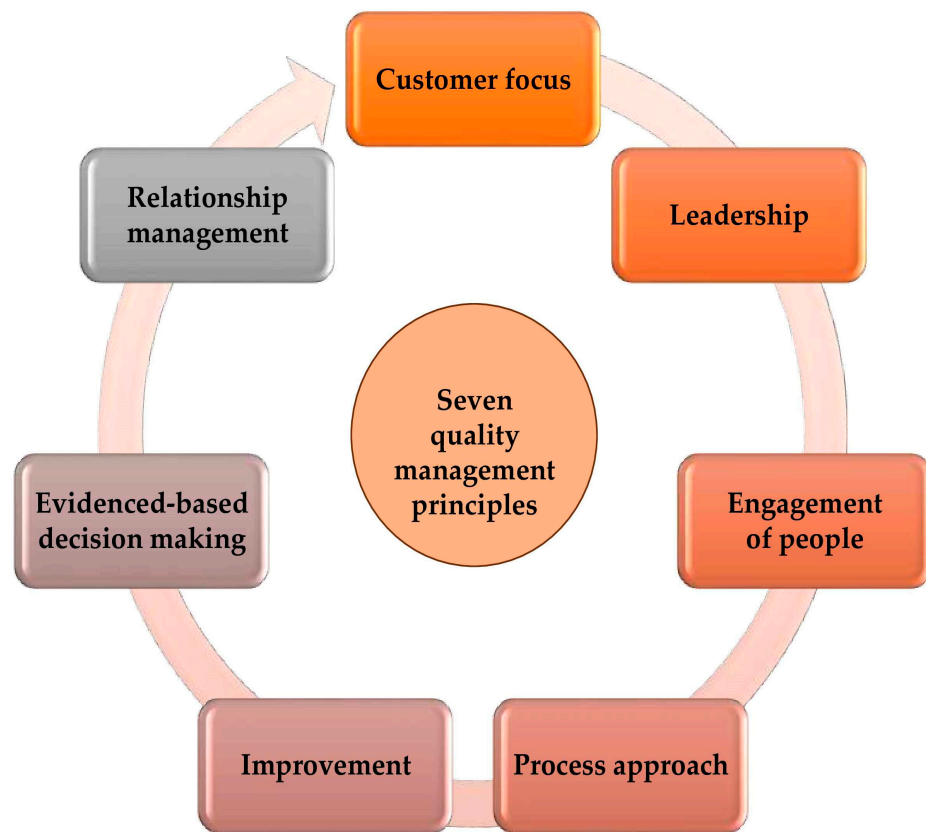 Customer focus
Leadership
Engagement
of people
Process approach
Improvement
Evidenced-based
decision making
Relationship
management
Seven
quality
management
principles